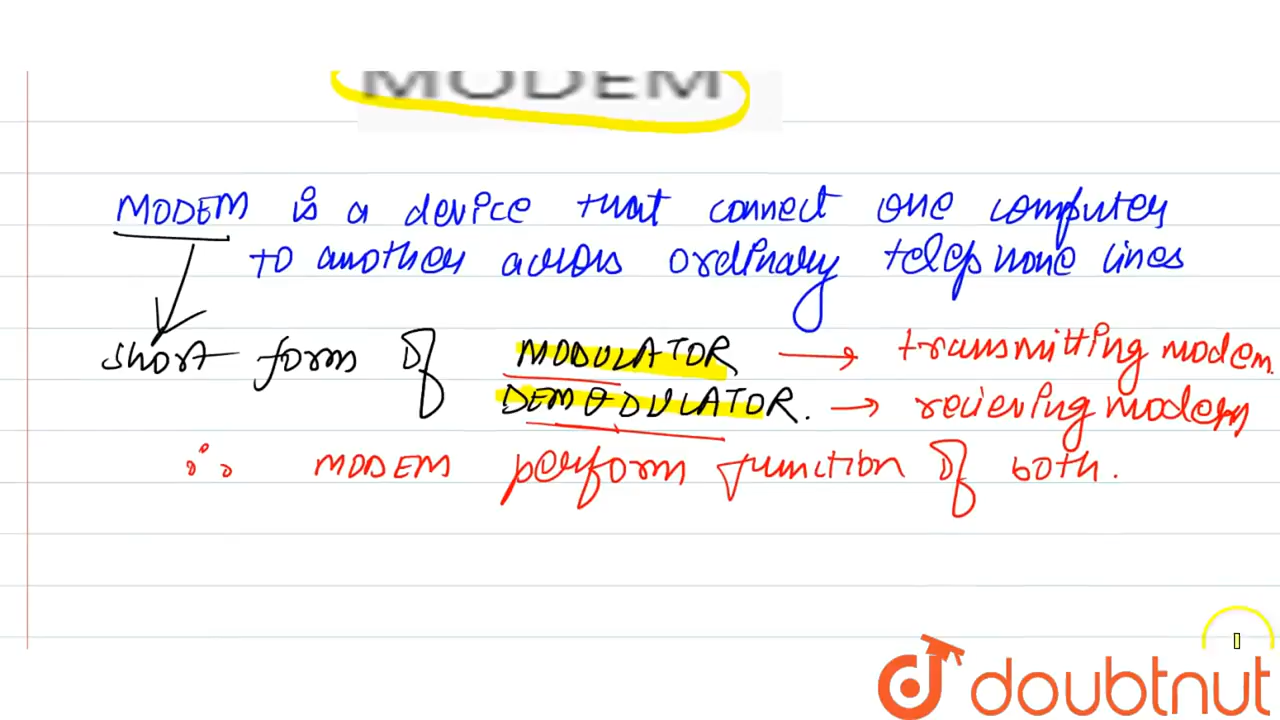 MODEM
MODEM is a device that connect one computer
to another across ordinary telephone lines
short form of MODULATOR → transmitting modem.
DEMODULATOR. → recieving modem
∴ MODEM perform function of both.
doubtnut